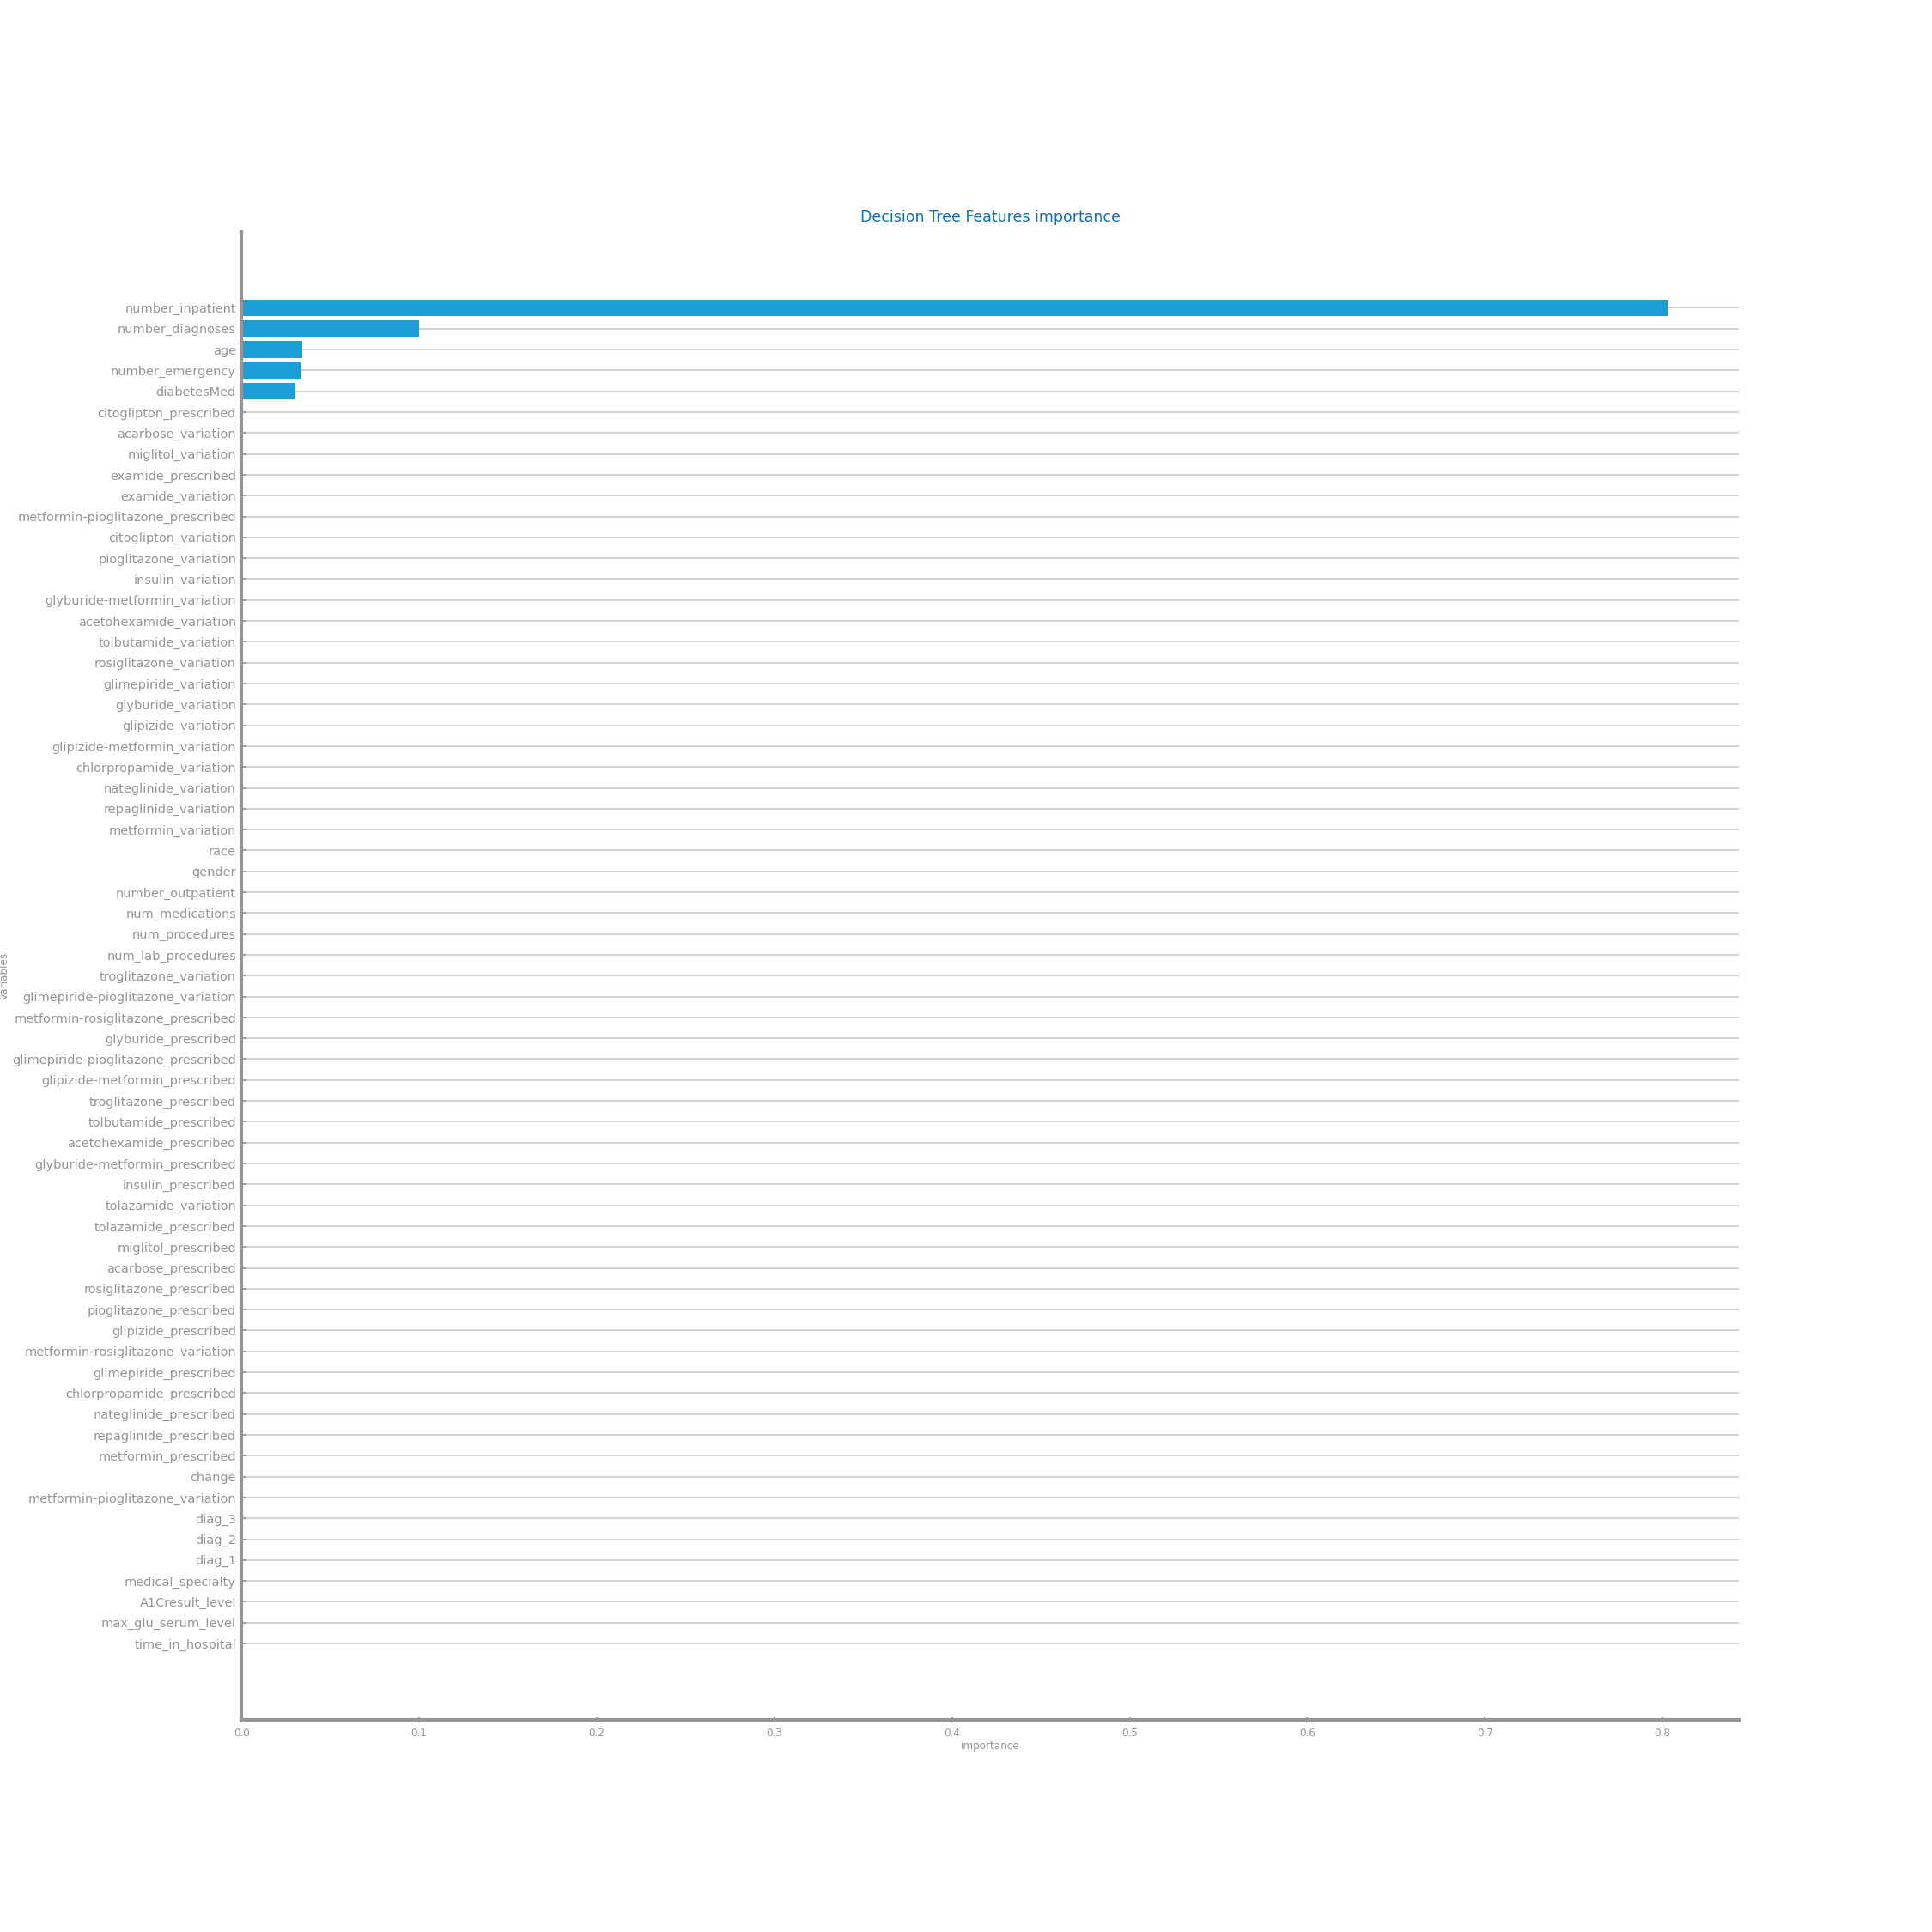 Decision Tree Features importance
number_inpatient
number_diagnoses
age
number_emergency
diabetesMed
citoglipton_prescribed
acarbose_variation
miglitol_variation
examide_prescribed
examide_variation
metformin-pioglitazone_prescribed
citoglipton_variation
pioglitazone_variation
insulin_variation
glyburide-metformin_variation
acetohexamide_variation
tolbutamide_variation
rosiglitazone_variation
glimepiride_variation
glyburide_variation
glipizide_variation
glipizide-metformin_variation
chlorpropamide_variation
nateglinide_variation
repaglinide_variation
metformin_variation
race
gender
number_outpatient
num_medications
num_procedures
num_lab_procedures
troglitazone_variation
glimepiride-pioglitazone_variation
metformin-rosiglitazone_prescribed
glyburide_prescribed
glimepiride-pioglitazone_prescribed
glipizide-metformin_prescribed
troglitazone_prescribed
tolbutamide_prescribed
acetohexamide_prescribed
glyburide-metformin_prescribed
insulin_prescribed
tolazamide_variation
tolazamide_prescribed
miglitol_prescribed
acarbose_prescribed
rosiglitazone_prescribed
pioglitazone_prescribed
glipizide_prescribed
metformin-rosiglitazone_variation
glimepiride_prescribed
chlorpropamide_prescribed
nateglinide_prescribed
repaglinide_prescribed
metformin_prescribed
change
metformin-pioglitazone_variation
diag_3
diag_2
diag_1
medical_specialty
A1Cresult_level
max_glu_serum_level
time_in_hospital
variables
0.0 0.1 0.2 0.3 0.4 0.5 0.6 0.7 0.8
importance